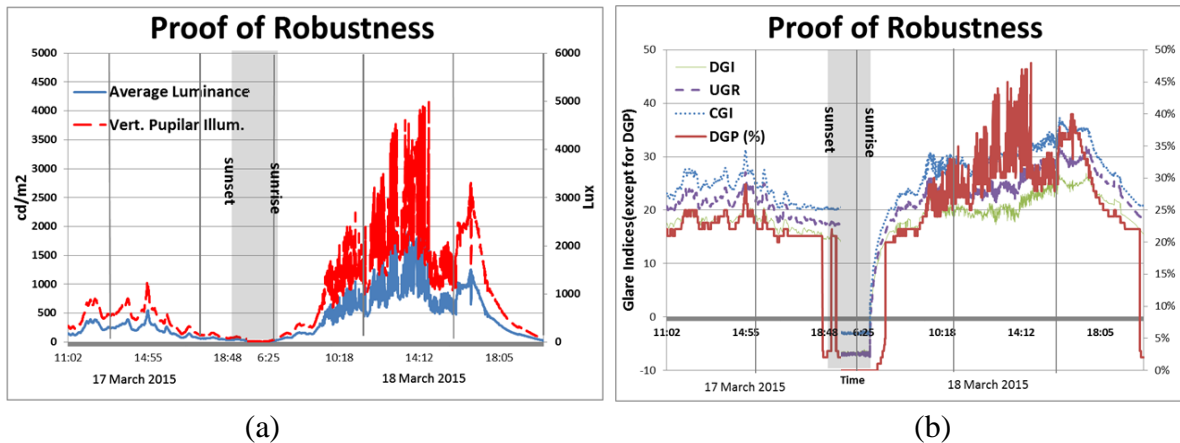 Proof of Robustness
5000
4500
4000
3500
3000
2500
2000
1500
1000
500
0
cd/m2
6000
5000
4000
3000
2000
1000
0
Lux
Average Luminance
Vert. Pupilar Illum.
sunset
sunrise
11:02 14:55 18:48 6:25 10:18 14:12 18:05
17 March 2015 18 March 2015
(a)
Proof of Robustness
50
40
30
20
10
0
-10
Glare Indices(except for DGP)
50%
45%
40%
35%
30%
25%
20%
15%
10%
5%
0%
DGI
UGR
CGI
DGP (%)
sunset
sunrise
11:02 14:55 18:48 6:25 10:18 14:12 18:05
17 March 2015 Time 18 March 2015
(b)